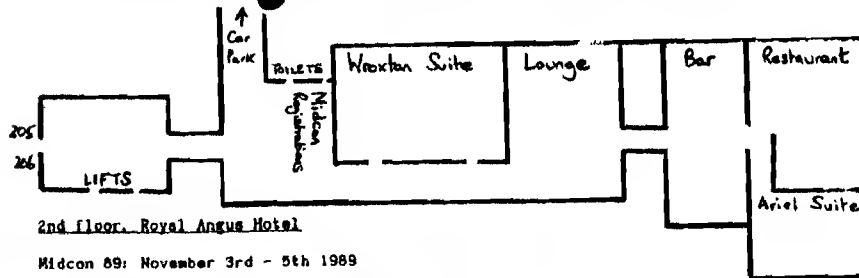 ↑
Car
Park
TOILETS
Midcon
Registrations
Wroxton Suite
Lounge
Bar
Restaurant
205
206
LIFTS
Ariel Suite
2nd floor. Royal Angus Hotel
Midcon 89: November 3rd - 5th 1989